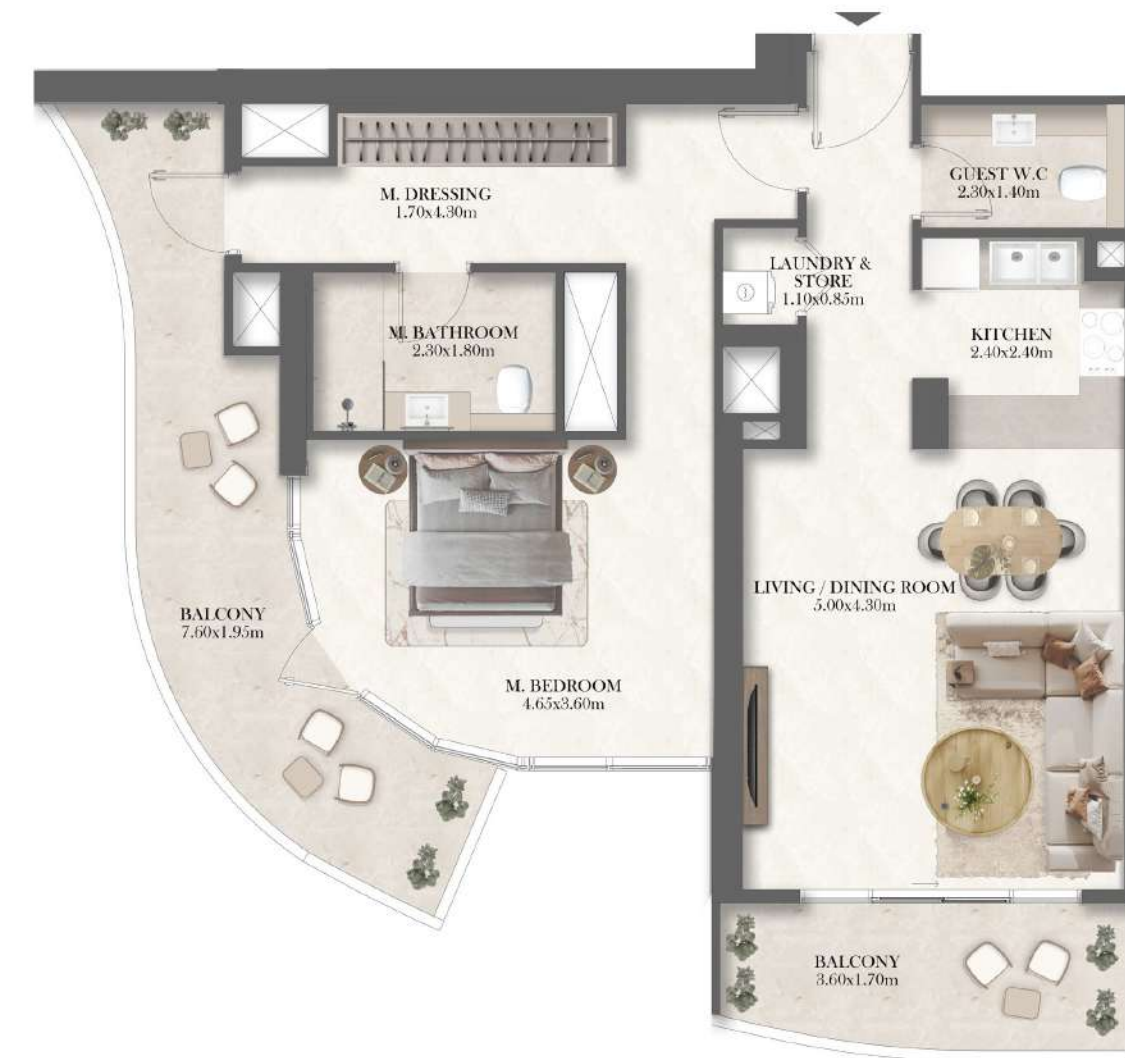 M. DRESSING
1.70x4.30m
GUEST W.C
2.30x1.40m
LAUNDRY &
STORE
1.10x0.85m
M. BATHROOM
2.30x1.80m
KITCHEN
2.40x2.40m
LIVING / DINING ROOM
5.00x4.30m
BALCONY
7.60x1.95m
M. BEDROOM
4.65x3.60m
BALCONY
3.60x1.70m